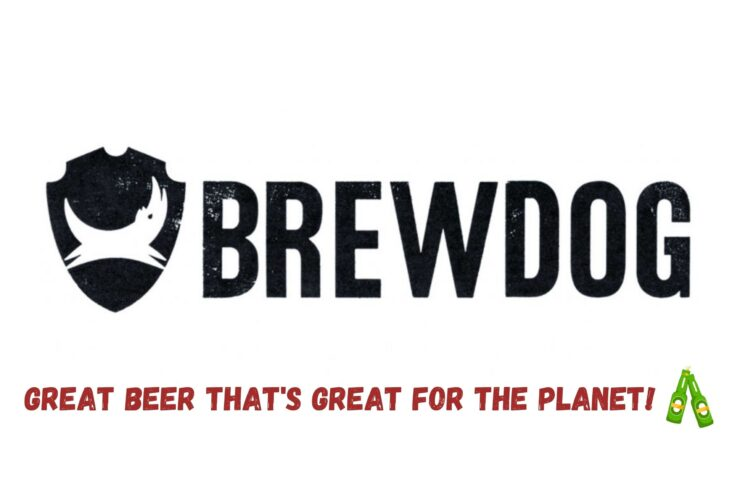 BREWDOG
GREAT BEER THAT'S GREAT FOR THE PLANET!